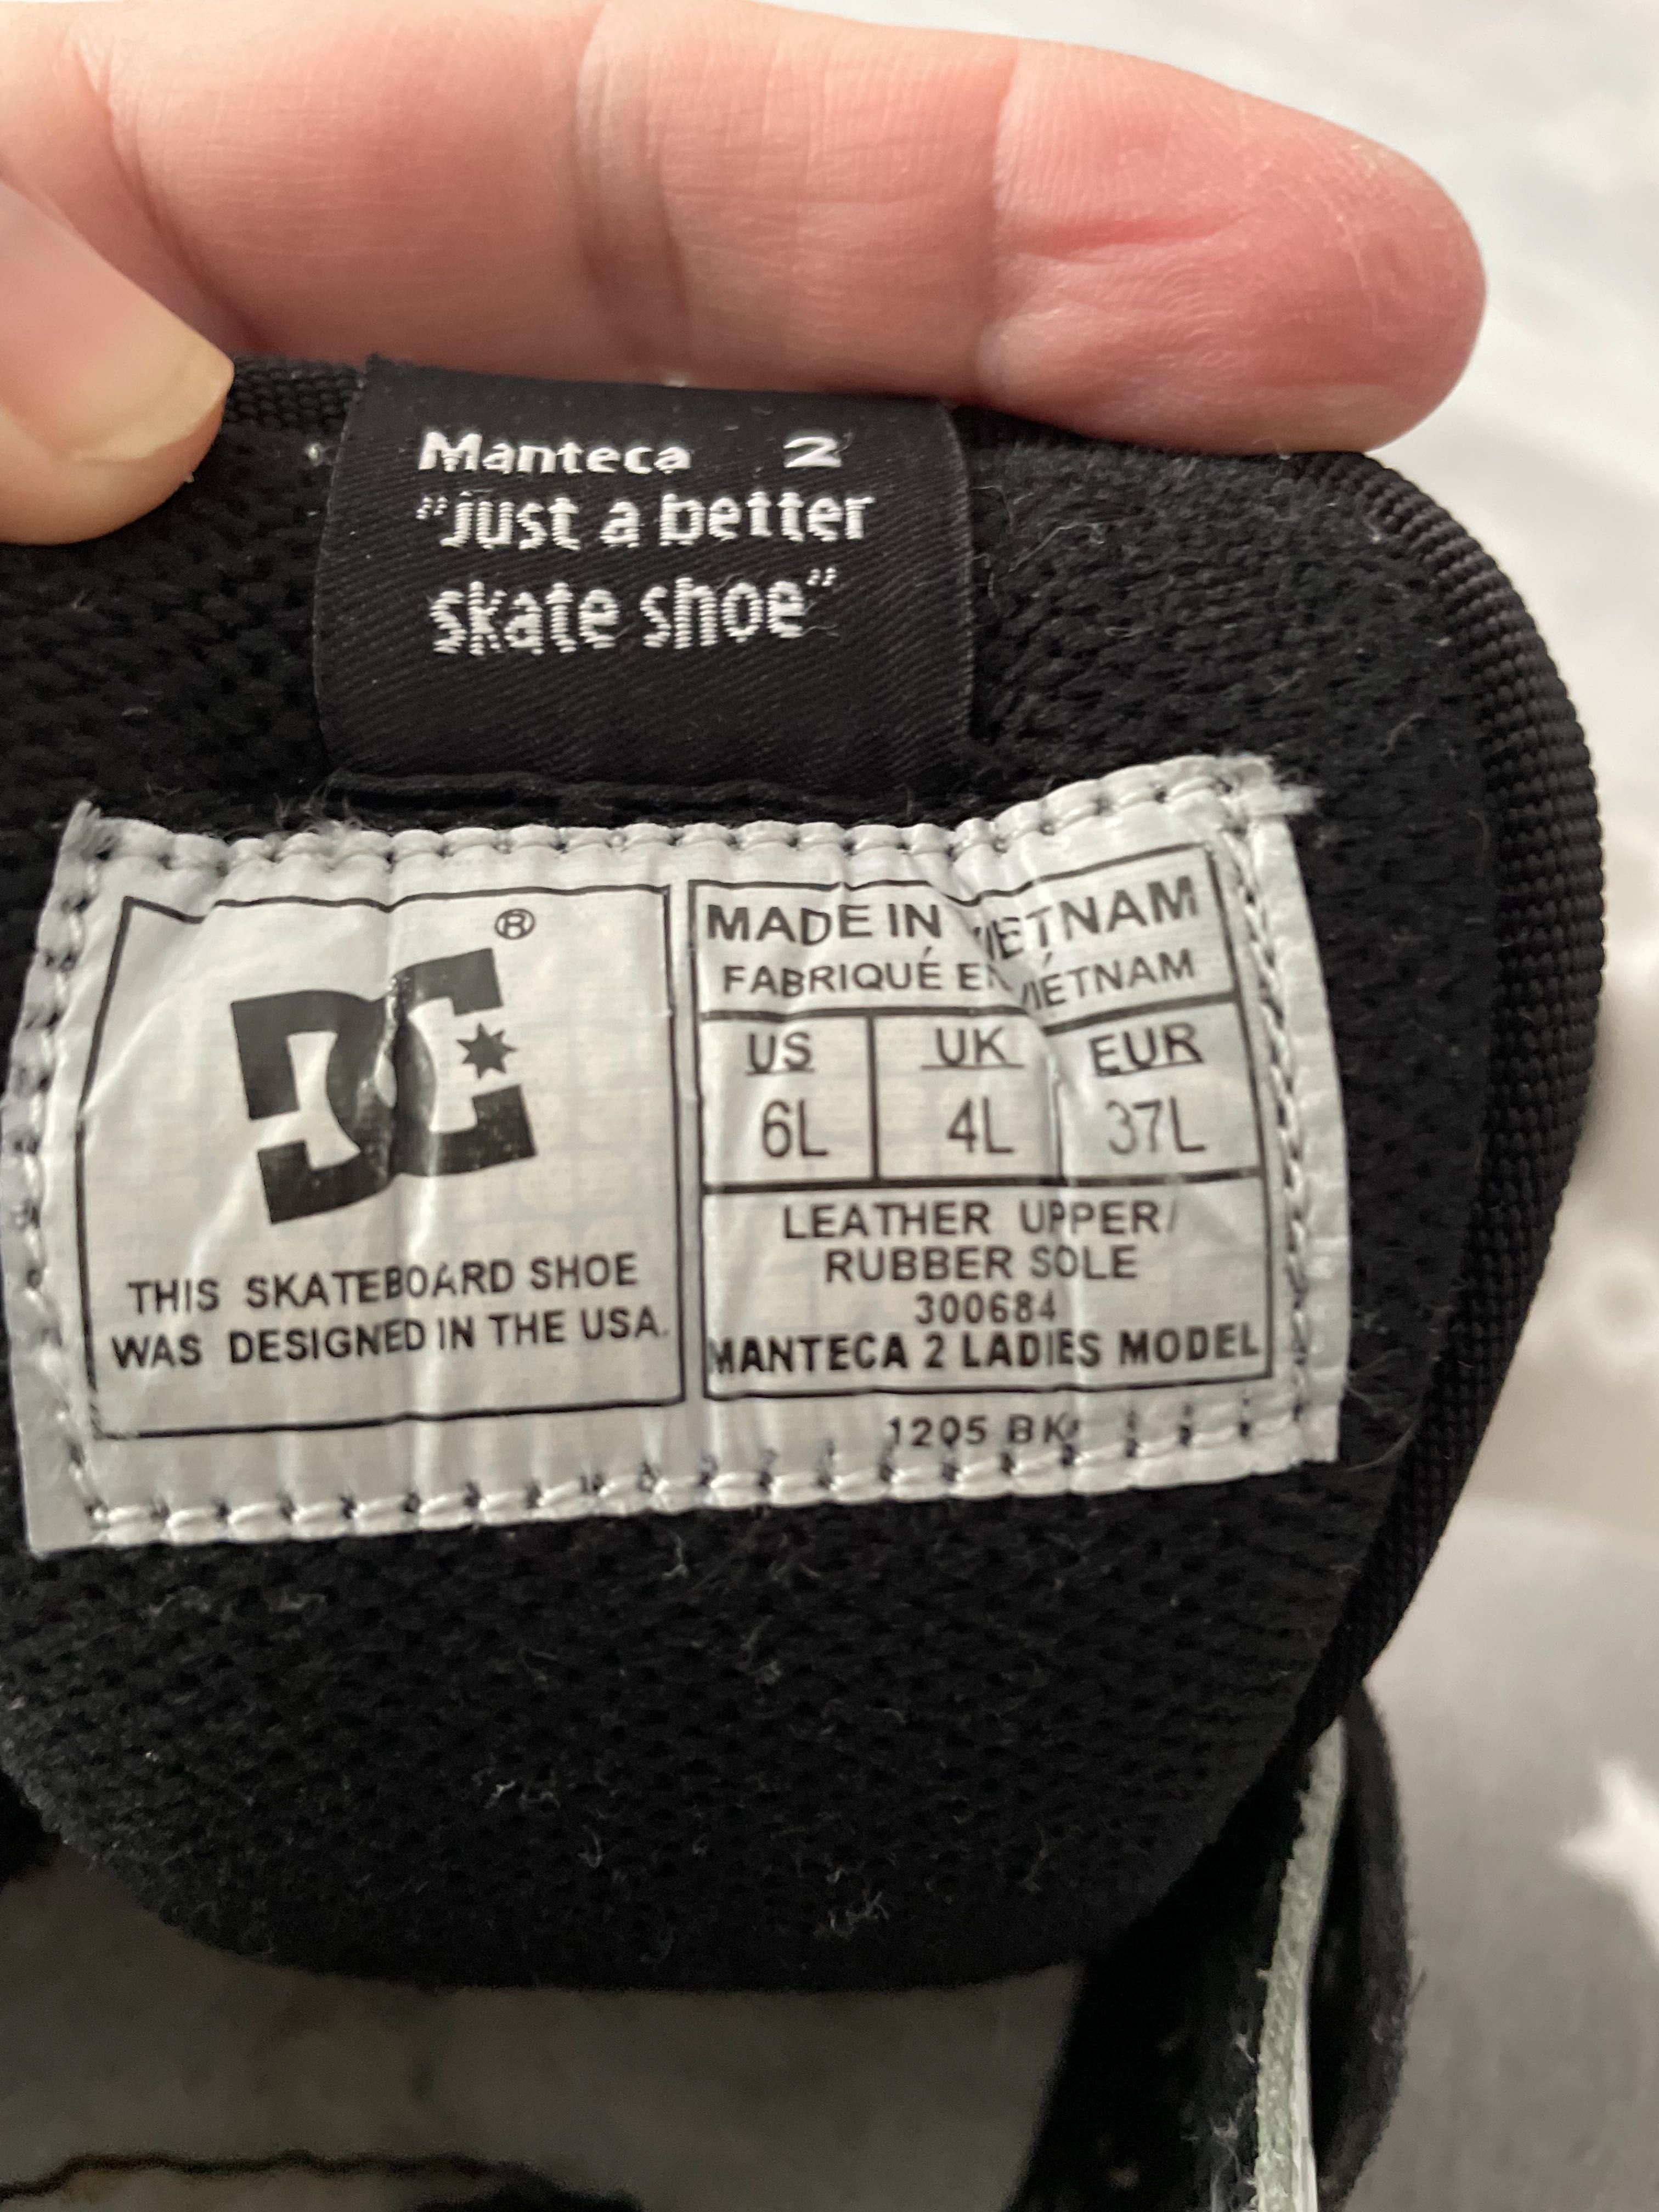 Manteca 2
"just a better
skate shoe"
DC ®
THIS SKATEBOARD SHOE
WAS DESIGNED IN THE USA.
MADE IN VIETNAM
FABRIQUÉ EN VIÉTNAM
US UK EUR
6L 4L 37L
LEATHER UPPER/
RUBBER SOLE
300684
MANTECA 2 LADIES MODEL
1205 BK